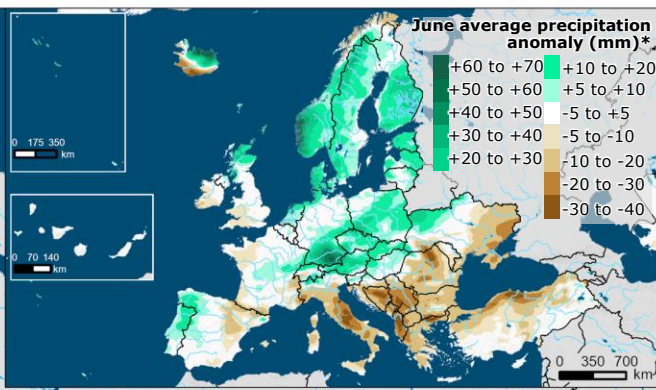 June average precipitation
anomaly (mm)*
+60 to +70
+50 to +60
+40 to +50
+30 to +40
+20 to +30
+10 to +20
+5 to +10
-5 to +5
-5 to -10
-10 to -20
-20 to -30
-30 to -40
0 175 350
km
0 70 140
km
0 350 700
km